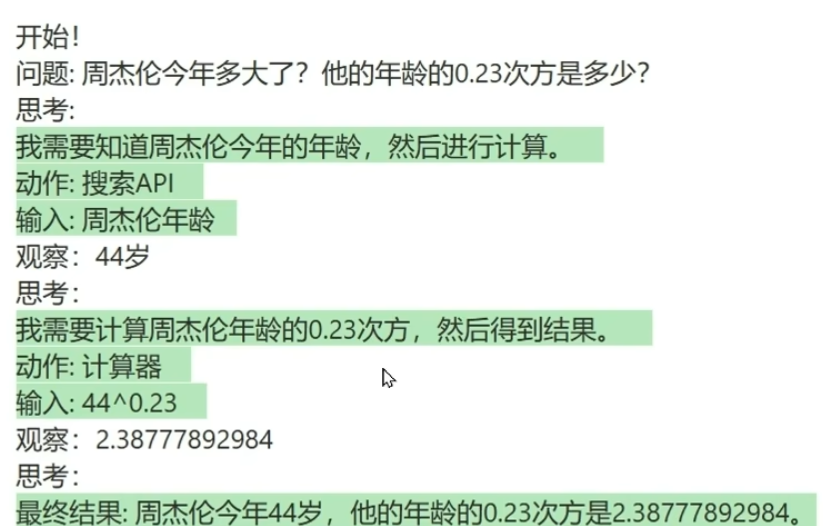 开始!
问题: 周杰伦今年多大了？他的年龄的0.23次方是多少？
思考:
我需要知道周杰伦今年的年龄，然后进行计算。
动作: 搜索API
输入: 周杰伦年龄
观察：44岁
思考：
我需要计算周杰伦年龄的0.23次方，然后得到结果。
动作: 计算器
输入: 44^0.23
观察：2.38777892984
思考：
最终结果: 周杰伦今年44岁，他的年龄的0.23次方是2.38777892984。